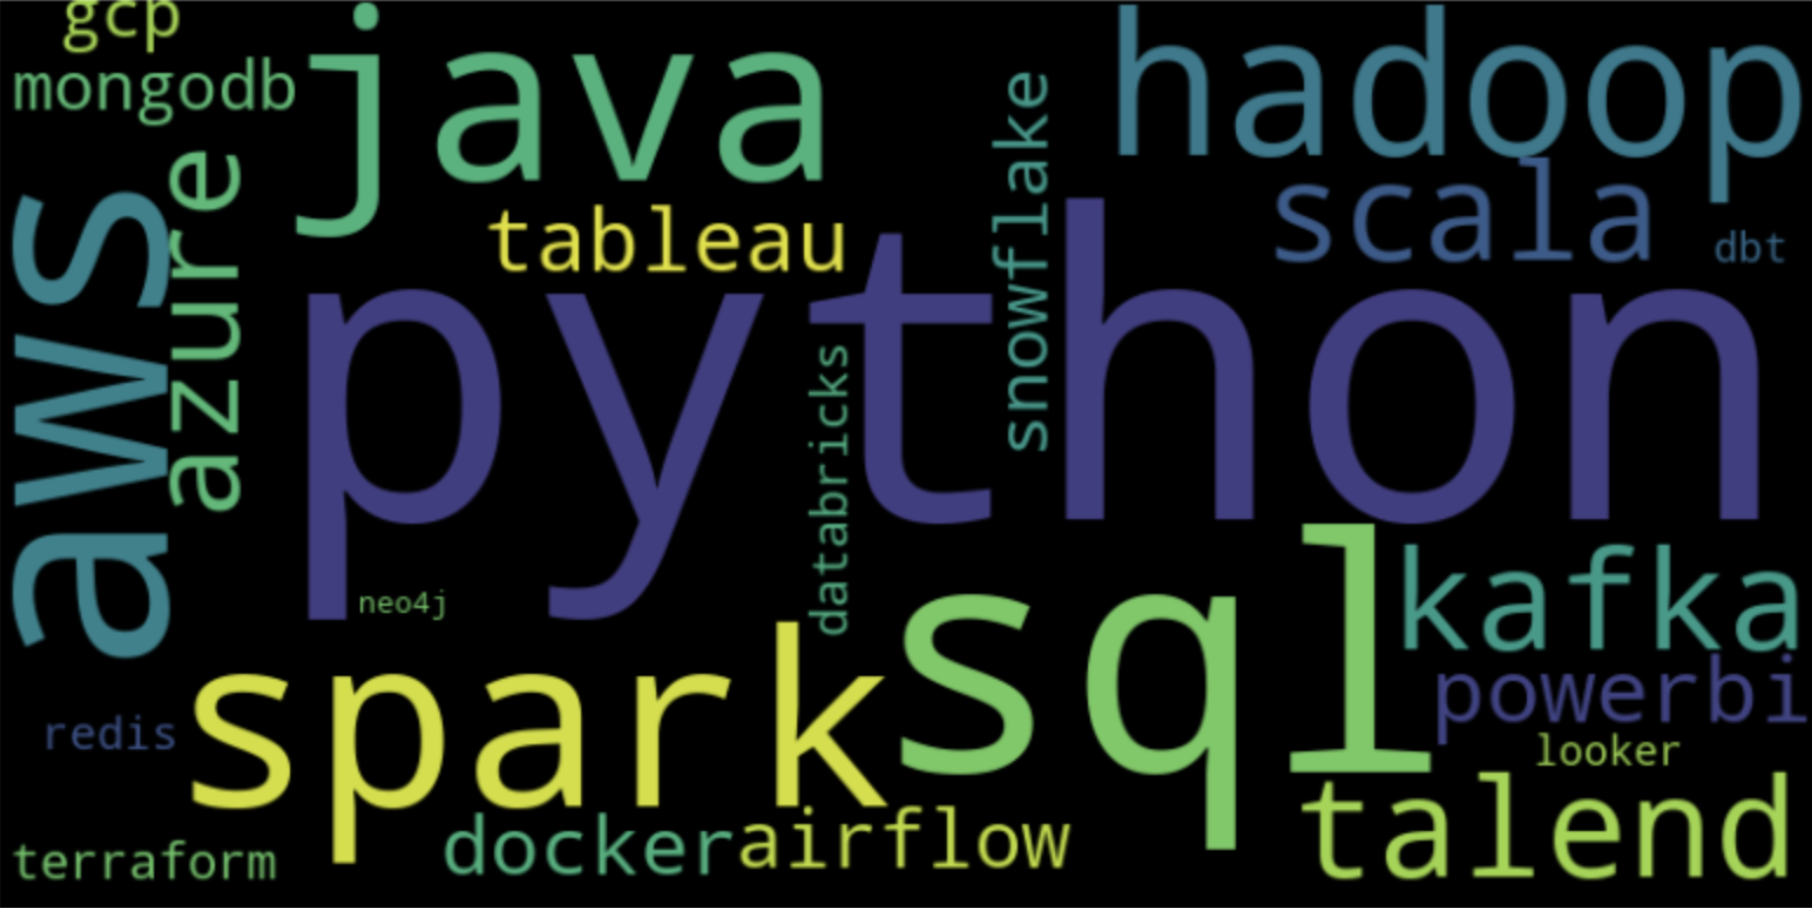 gcp
mongodb
java
hadoop
aws
azure
tableau
snowflake
scala
dbt
python
databricks
neo4j
sql
kafka
spark
powerbi
redis
looker
talend
docker
airflow
terraform